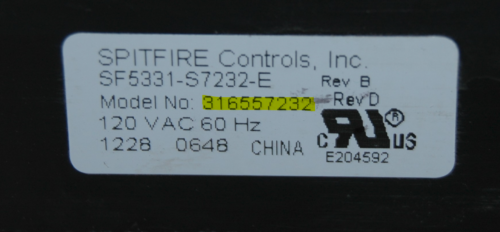 SPITFIRE Controls, Inc.
SF5331-S7232-E Rev B
Model No: 316557232 Rev D
120 VAC 60 Hz
1228 0648 CHINA
c RU US ®
E204592